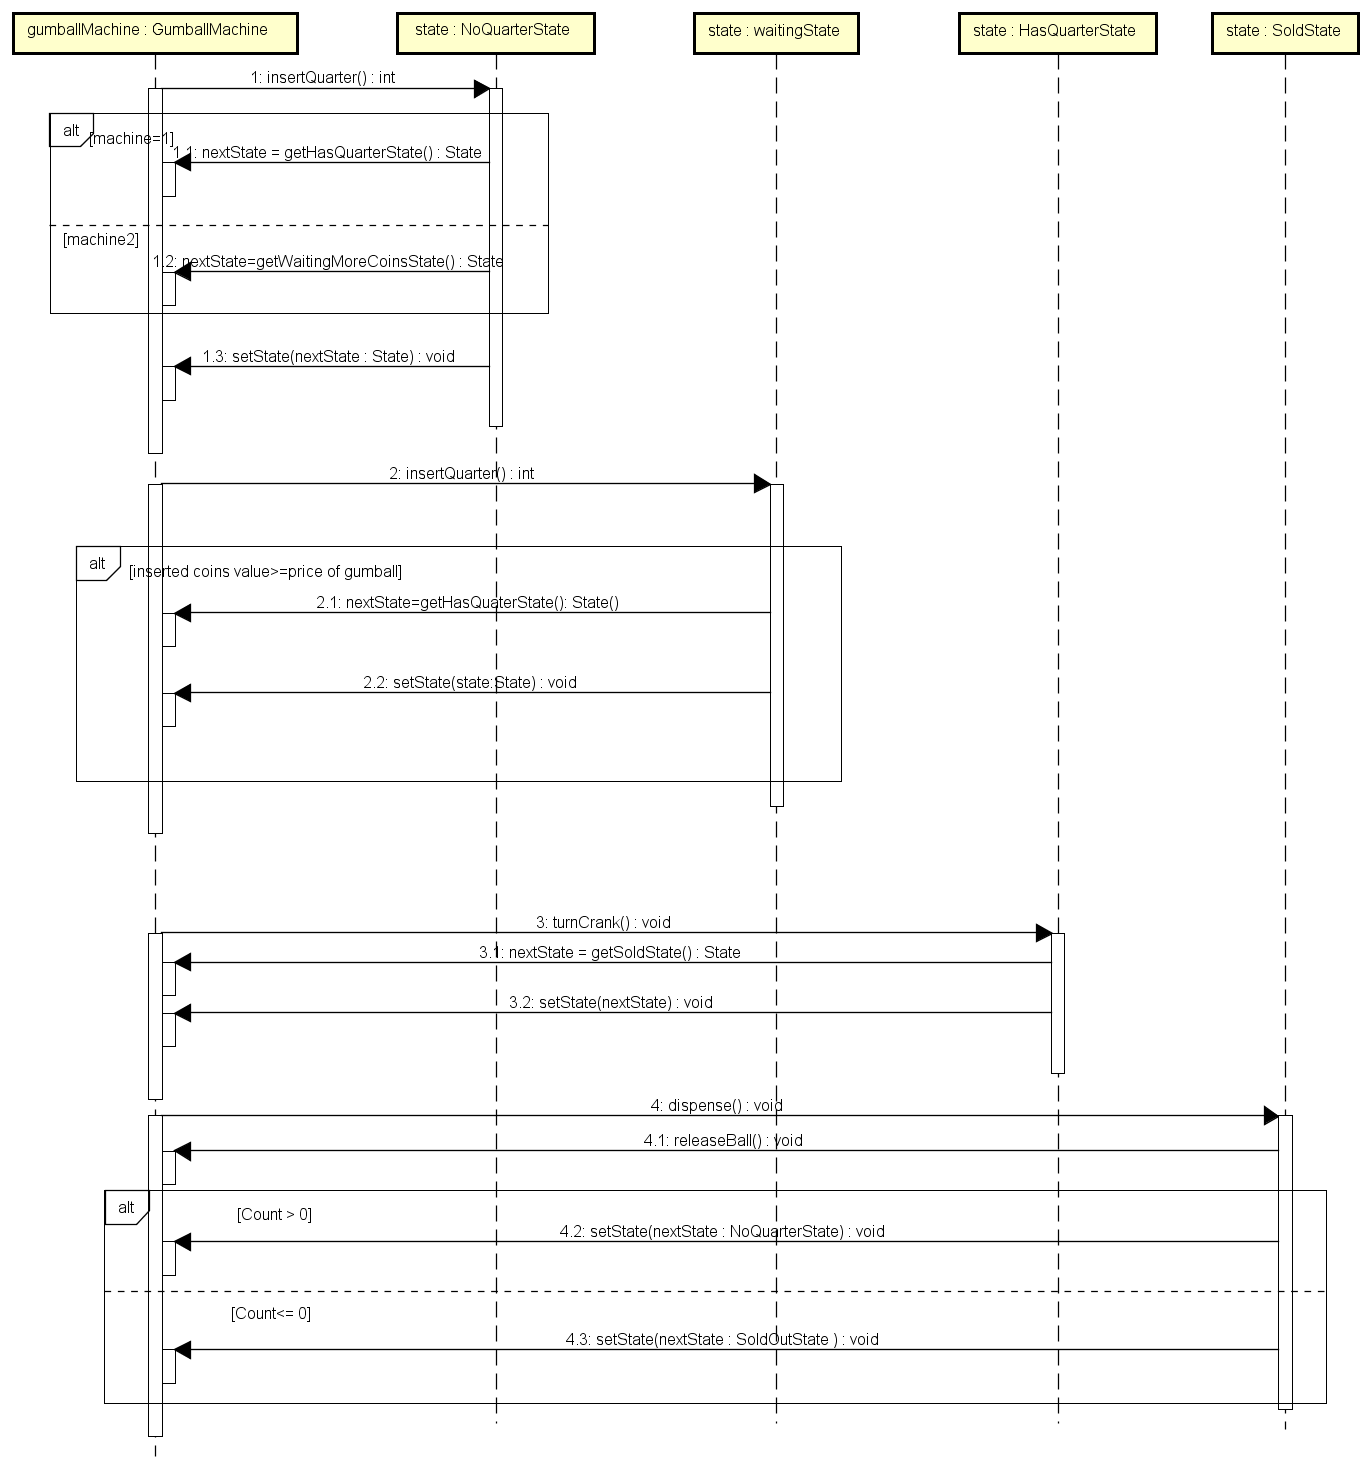 gumballMachine : GumballMachine
state : NoQuarterState
state : waitingState
state : HasQuarterState
state : SoldState
1: insertQuarter() : int
alt
[machine=1]
1.1: nextState = getHasQuarterState() : State
[machine2]
1.2: nextState=getWaitingMoreCoinsState() : State
1.3: setState(nextState : State) : void
2: insertQuarter() : int
alt
[inserted coins value>=price of gumball]
2.1: nextState=getHasQuaterState(): State()
2.2: setState(state:State) : void
3: turnCrank() : void
3.1: nextState = getSoldState() : State
3.2: setState(nextState) : void
4: dispense() : void
4.1: releaseBall() : void
alt
[Count > 0]
4.2: setState(nextState : NoQuarterState) : void
[Count<= 0]
4.3: setState(nextState : SoldOutState ) : void